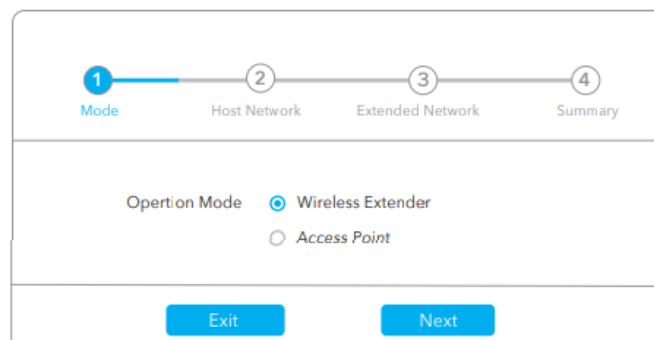 1 2 3 4
Mode Host Network Extended Network Summary
Opertion Mode Wireless Extender
Access Point
Exit Next